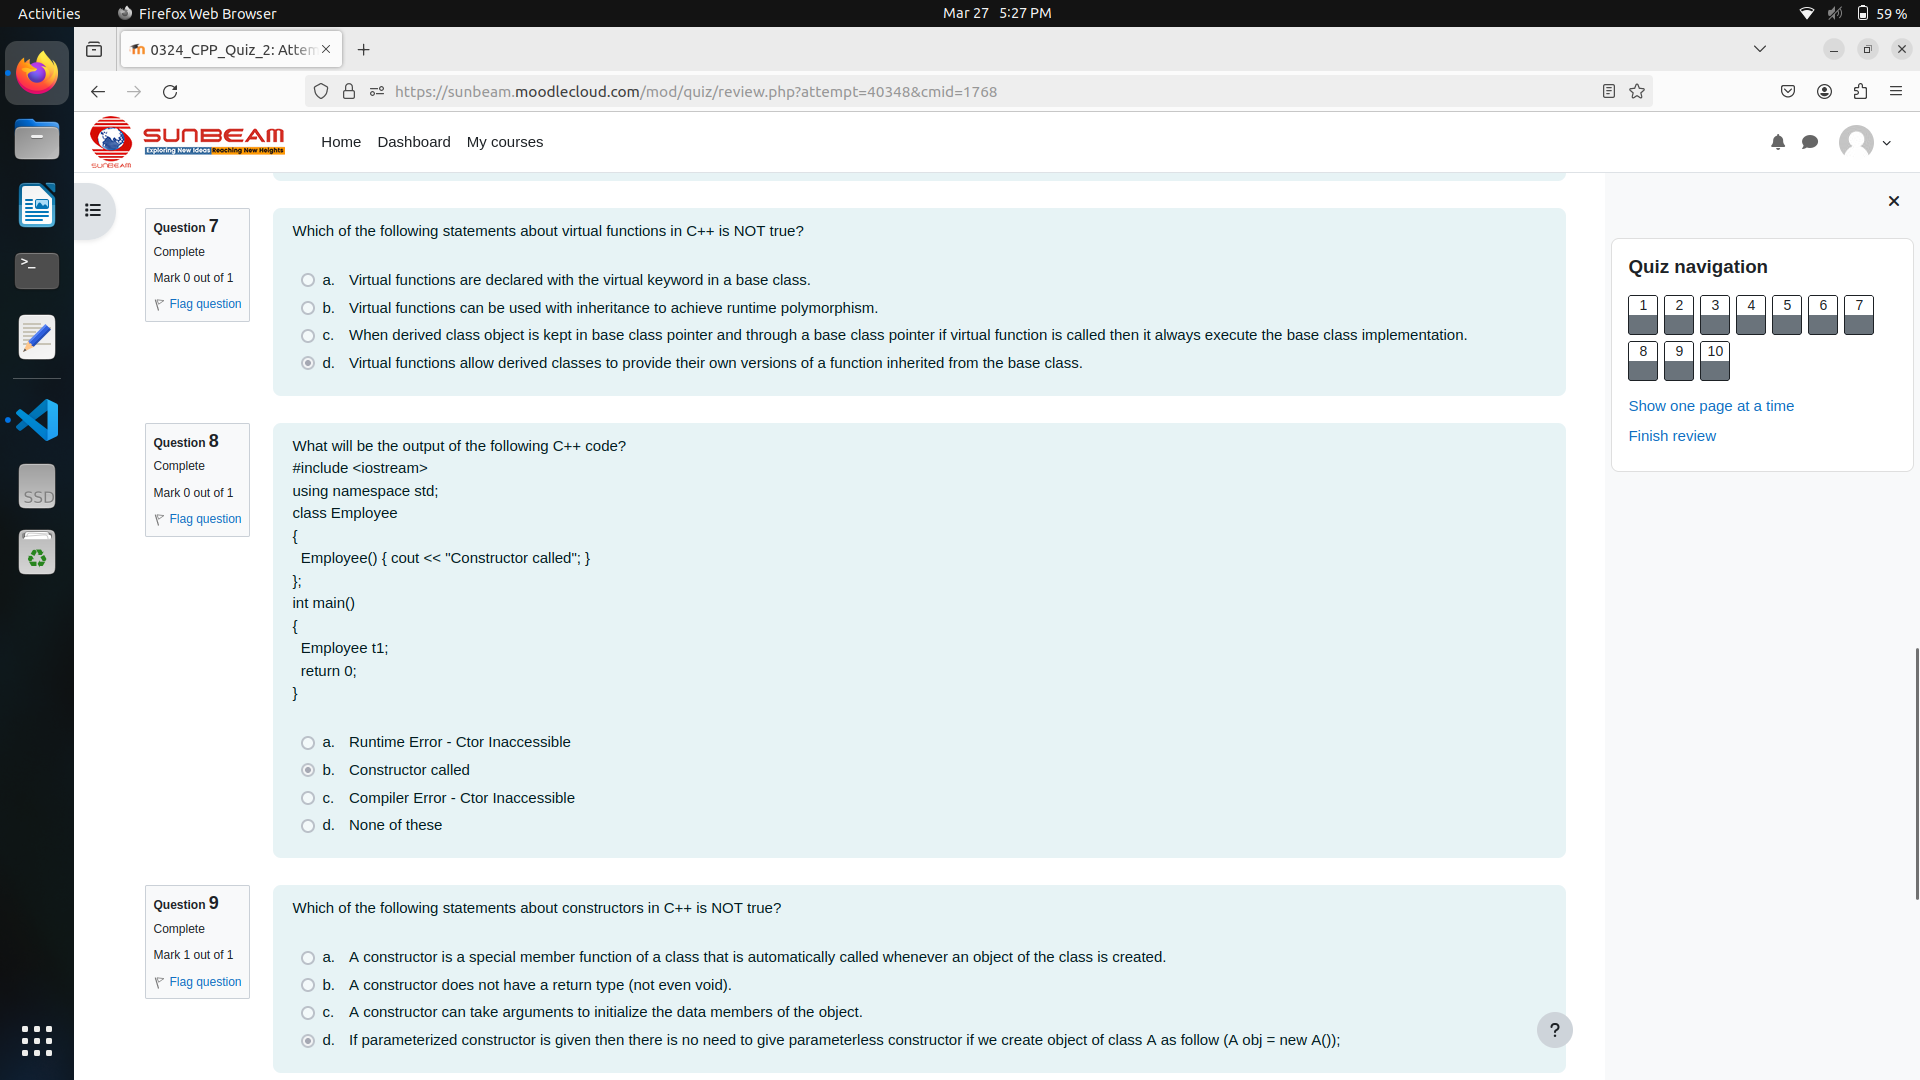 Activities
Firefox Web Browser
Mar 27 5:27 PM
59 %
0324_CPP_Quiz_2: Attem
https://sunbeam.moodlecloud.com/mod/quiz/review.php?attempt=40348&cmid=1768
SUNBEAM
Exploring New Ideas Reaching New Heights
SUNBEAM
Home
Dashboard
My courses
Question 7
Complete
Mark 0 out of 1
Flag question
Which of the following statements about virtual functions in C++ is NOT true?
a. Virtual functions are declared with the virtual keyword in a base class.
b. Virtual functions can be used with inheritance to achieve runtime polymorphism.
c. When derived class object is kept in base class pointer and through a base class pointer if virtual function is called then it always execute the base class implementation.
d. Virtual functions allow derived classes to provide their own versions of a function inherited from the base class.
Question 8
Complete
Mark 0 out of 1
Flag question
What will be the output of the following C++ code?
#include <iostream>
using namespace std;
class Employee
{
Employee() { cout << "Constructor called"; }
};
int main()
{
Employee t1;
return 0;
}
a. Runtime Error - Ctor Inaccessible
b. Constructor called
c. Compiler Error - Ctor Inaccessible
d. None of these
Question 9
Complete
Mark 1 out of 1
Flag question
Which of the following statements about constructors in C++ is NOT true?
a. A constructor is a special member function of a class that is automatically called whenever an object of the class is created.
b. A constructor does not have a return type (not even void).
c. A constructor can take arguments to initialize the data members of the object.
d. If parameterized constructor is given then there is no need to give parameterless constructor if we create object of class A as follow (A obj = new A());
Quiz navigation
1 2 3 4 5 6 7
8 9 10
Show one page at a time
Finish review
?
SSD
>_